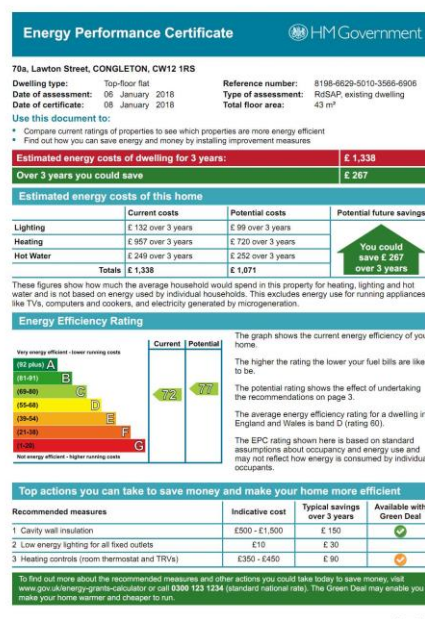 Energy Performance Certificate
HM Government
70a, Lawton Street, CONGLETON, CW12 1RS
Dwelling type: Top-floor flat
Date of assessment: 06 January 2018
Date of certificate: 08 January 2018
Reference number: 8198-6629-5010-3566-6906
Type of assessment: RdSAP, existing dwelling
Total floor area: 43 m²
Use this document to:
• Compare current ratings of properties to see which properties are more energy efficient
• Find out how you can save energy and money by installing improvement measures
Estimated energy costs of dwelling for 3 years: £ 1,338
Over 3 years you could save £ 267
Estimated energy costs of this home
Current costs Potential costs Potential future savings
Lighting £ 132 over 3 years £ 99 over 3 years
Heating £ 957 over 3 years £ 720 over 3 years
Hot Water £ 249 over 3 years £ 252 over 3 years
Totals £ 1,338 £ 1,071
You could
save £ 267
over 3 years
These figures show how much the average household would spend in this property for heating, lighting and hot
water and is not based on energy used by individual households. This excludes energy use for running appliances
like TVs, computers and cookers, and electricity generated by microgeneration.
Energy Efficiency Rating
Current Potential
Very energy efficient - lower running costs
(92 plus) A
(81-91) B
(69-80) C
(55-68) D
(39-54) E
(21-38) F
(1-20) G
Not energy efficient - higher running costs
72 77
The graph shows the current energy efficiency of you
home.
The higher the rating the lower your fuel bills are like
to be.
The potential rating shows the effect of undertaking
the recommendations on page 3.
The average energy efficiency rating for a dwelling in
England and Wales is band D (rating 60).
The EPC rating shown here is based on standard
assumptions about occupancy and energy use and
may not reflect how energy is consumed by individua
occupants.
Top actions you can take to save money and make your home more efficient
Recommended measures Indicative cost Typical savings over 3 years Available with Green Deal
1 Cavity wall insulation £500 - £1,500 £ 150
2 Low energy lighting for all fixed outlets £10 £ 30
3 Heating controls (room thermostat and TRVs) £350 - £450 £ 90
To find out more about the recommended measures and other actions you could take today to save money, visit
www.gov.uk/energy-grants-calculator or call 0300 123 1234 (standard national rate). The Green Deal may enable you
make your home warmer and cheaper to run.